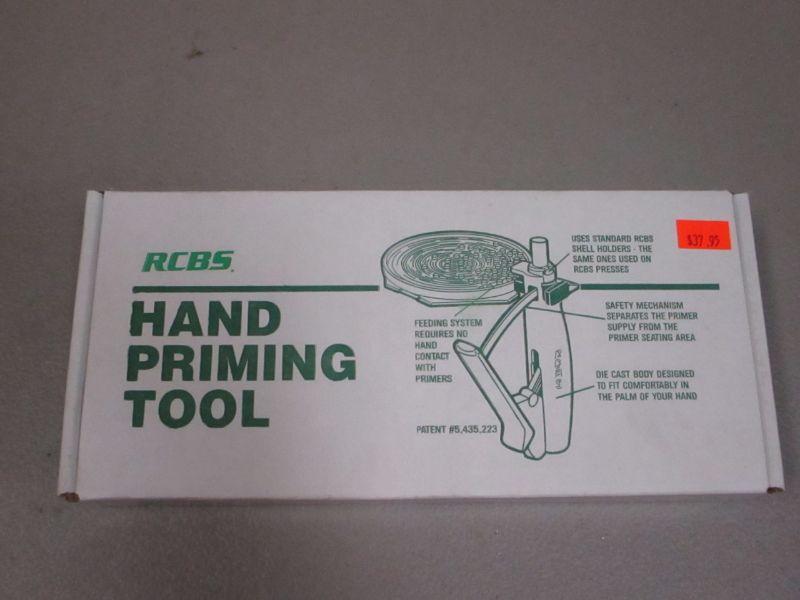 RCBS.
HAND
PRIMING
TOOL
FEEDING SYSTEM
REQUIRES NO
HAND
CONTACT
WITH
PRIMERS
PATENT #5,435,223
USES STANDARD RCBS
SHELL HOLDERS - THE
SAME ONES USED ON
RCBS PRESSES
$37.95
SAFETY MECHANISM
SEPARATES THE PRIMER
SUPPLY FROM THE
PRIMER SEATING AREA
DIE CAST BODY DESIGNED
TO FIT COMFORTABLY IN
THE PALM OF YOUR HAND